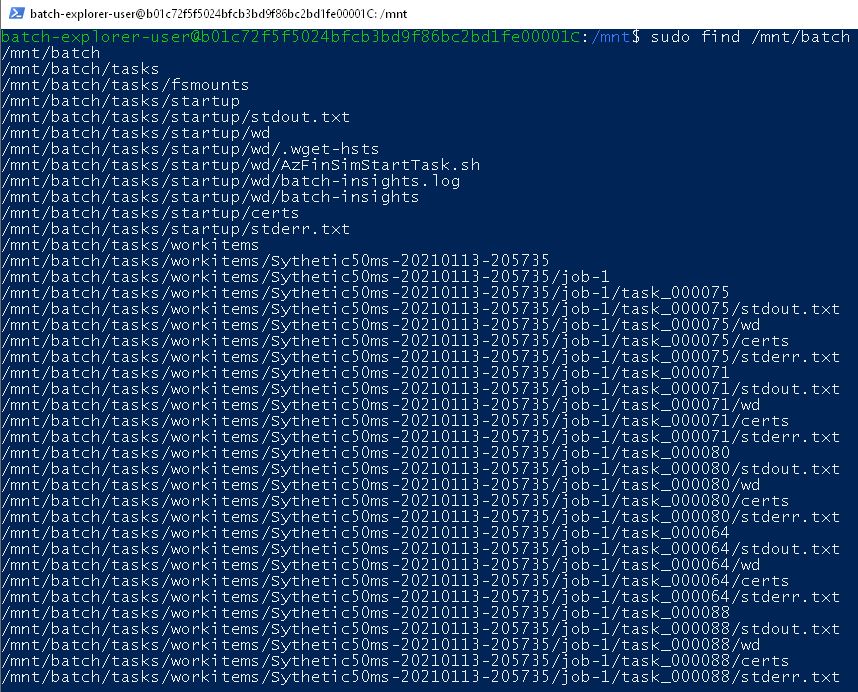 batch-explorer-user@b01c72f5f5024bfcb3bd9f86bc2bd1fe00001C: /mnt
batch-explorer-user@b01c72f5f5024bfcb3bd9f86bc2bd1fe00001C:/mnt$ sudo find /mnt/batch
/mnt/batch
/mnt/batch/tasks
/mnt/batch/tasks/fsmounts
/mnt/batch/tasks/startup
/mnt/batch/tasks/startup/stdout.txt
/mnt/batch/tasks/startup/wd
/mnt/batch/tasks/startup/wd/.wget-hsts
/mnt/batch/tasks/startup/wd/AzFinSimStartTask.sh
/mnt/batch/tasks/startup/wd/batch-insights.log
/mnt/batch/tasks/startup/wd/batch-insights
/mnt/batch/tasks/startup/certs
/mnt/batch/tasks/startup/stderr.txt
/mnt/batch/tasks/workitems
/mnt/batch/tasks/workitems/Sythetic50ms-20210113-205735
/mnt/batch/tasks/workitems/Sythetic50ms-20210113-205735/job-1
/mnt/batch/tasks/workitems/Sythetic50ms-20210113-205735/job-1/task_000075
/mnt/batch/tasks/workitems/Sythetic50ms-20210113-205735/job-1/task_000075/stdout.txt
/mnt/batch/tasks/workitems/Sythetic50ms-20210113-205735/job-1/task_000075/wd
/mnt/batch/tasks/workitems/Sythetic50ms-20210113-205735/job-1/task_000075/certs
/mnt/batch/tasks/workitems/Sythetic50ms-20210113-205735/job-1/task_000075/stderr.txt
/mnt/batch/tasks/workitems/Sythetic50ms-20210113-205735/job-1/task_000071
/mnt/batch/tasks/workitems/Sythetic50ms-20210113-205735/job-1/task_000071/stdout.txt
/mnt/batch/tasks/workitems/Sythetic50ms-20210113-205735/job-1/task_000071/wd
/mnt/batch/tasks/workitems/Sythetic50ms-20210113-205735/job-1/task_000071/certs
/mnt/batch/tasks/workitems/Sythetic50ms-20210113-205735/job-1/task_000071/stderr.txt
/mnt/batch/tasks/workitems/Sythetic50ms-20210113-205735/job-1/task_000080
/mnt/batch/tasks/workitems/Sythetic50ms-20210113-205735/job-1/task_000080/stdout.txt
/mnt/batch/tasks/workitems/Sythetic50ms-20210113-205735/job-1/task_000080/wd
/mnt/batch/tasks/workitems/Sythetic50ms-20210113-205735/job-1/task_000080/certs
/mnt/batch/tasks/workitems/Sythetic50ms-20210113-205735/job-1/task_000080/stderr.txt
/mnt/batch/tasks/workitems/Sythetic50ms-20210113-205735/job-1/task_000064
/mnt/batch/tasks/workitems/Sythetic50ms-20210113-205735/job-1/task_000064/stdout.txt
/mnt/batch/tasks/workitems/Sythetic50ms-20210113-205735/job-1/task_000064/wd
/mnt/batch/tasks/workitems/Sythetic50ms-20210113-205735/job-1/task_000064/certs
/mnt/batch/tasks/workitems/Sythetic50ms-20210113-205735/job-1/task_000064/stderr.txt
/mnt/batch/tasks/workitems/Sythetic50ms-20210113-205735/job-1/task_000088
/mnt/batch/tasks/workitems/Sythetic50ms-20210113-205735/job-1/task_000088/stdout.txt
/mnt/batch/tasks/workitems/Sythetic50ms-20210113-205735/job-1/task_000088/wd
/mnt/batch/tasks/workitems/Sythetic50ms-20210113-205735/job-1/task_000088/certs
/mnt/batch/tasks/workitems/Sythetic50ms-20210113-205735/job-1/task_000088/stderr.txt